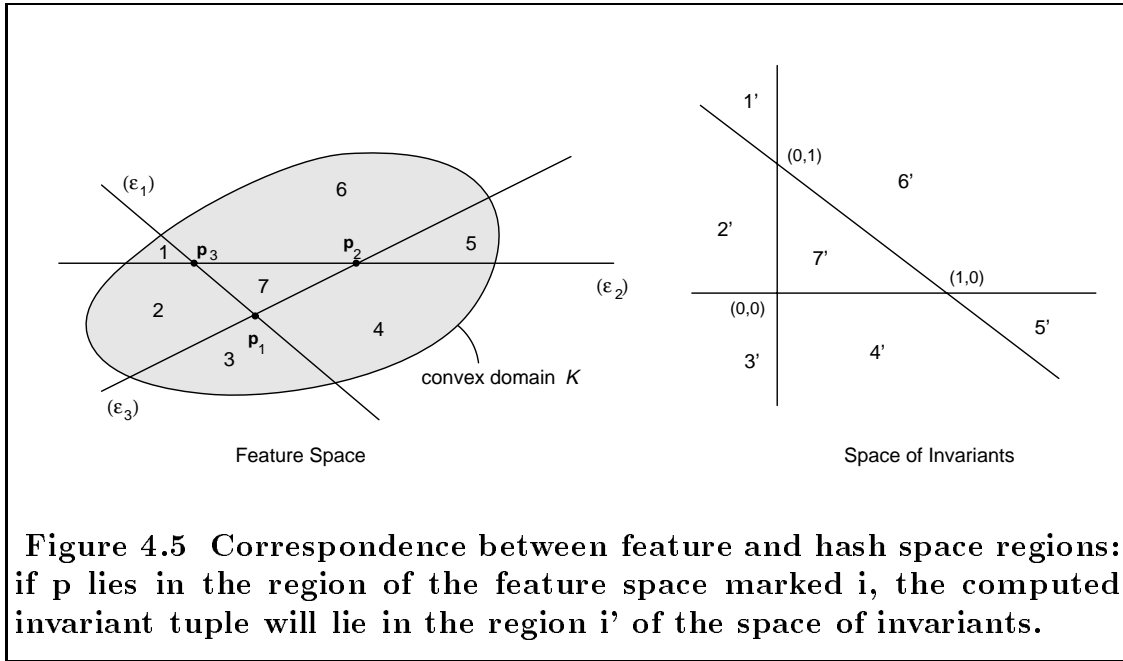 (ε1)
6
1
p3
p2
5
(ε2)
7
2
4
p1
3
convex domain K
(ε3)
Feature Space
1'
(0,1)
6'
2'
7'
(1,0)
(0,0)
5'
3'
4'
Space of Invariants
Figure 4.5 Correspondence between feature and hash space regions:
if p lies in the region of the feature space marked i, the computed
invariant tuple will lie in the region i' of the space of invariants.